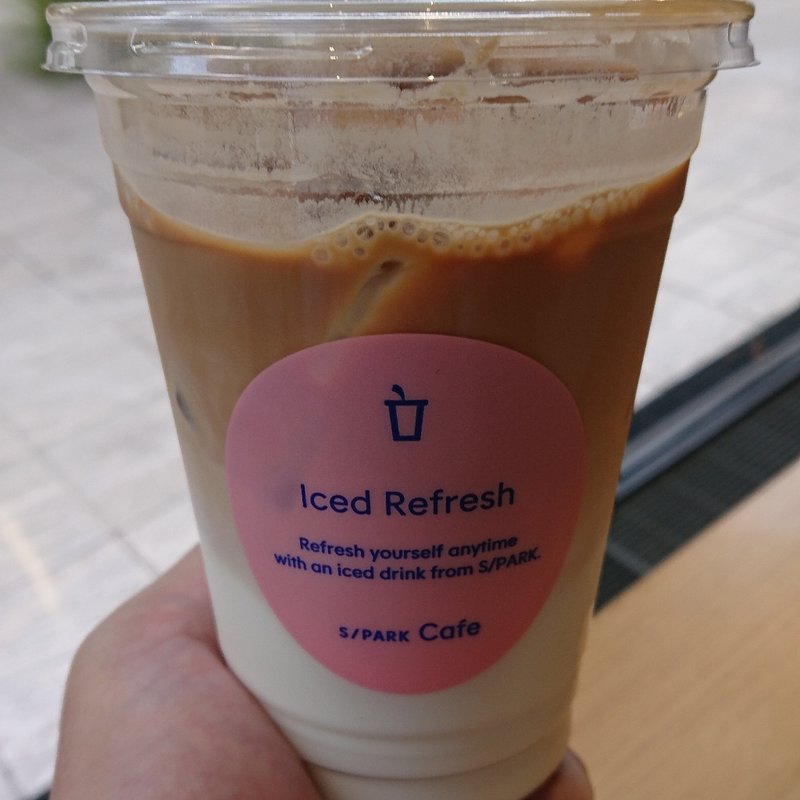 Iced Refresh
Refresh yourself anytime
with an iced drink from S/PARK.
S/PARK Cafe